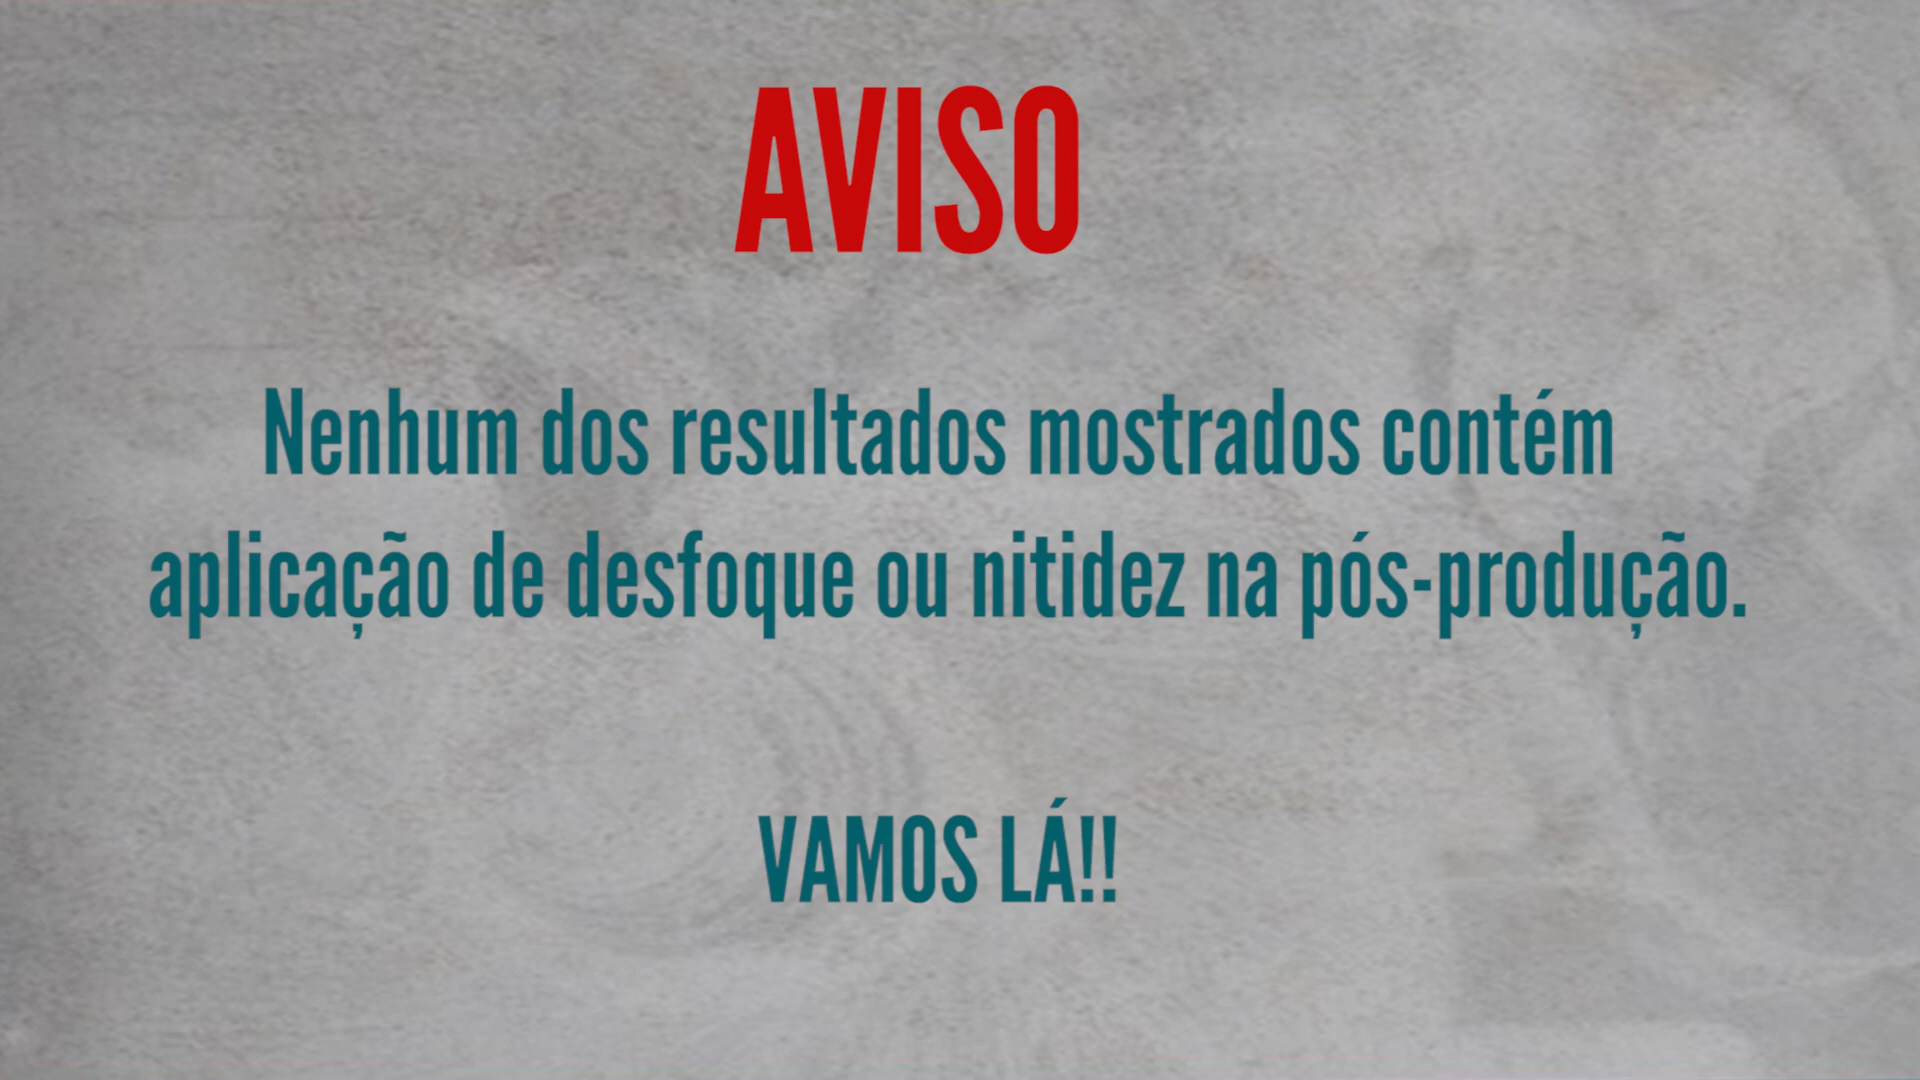 AVISO
Nenhum dos resultados mostrados contém
aplicação de desfoque ou nitidez na pós-produção.
VAMOS LÁ!!